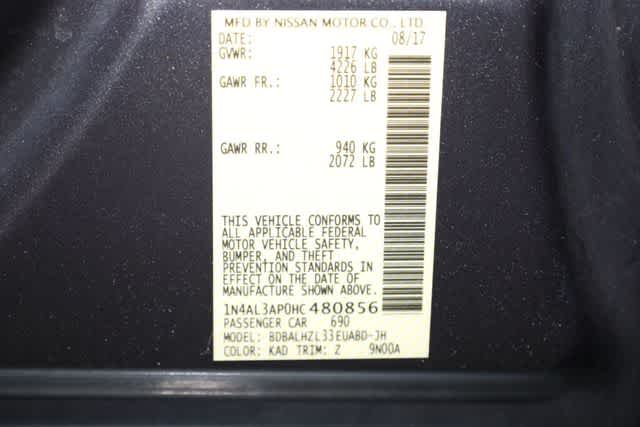 MFD BY NISSAN MOTOR CO., LTD.
DATE: 08/17
GVWR: 1917 KG
4226 LB
GAWR FR.: 1010 KG
2227 LB
GAWR RR.: 940 KG
2072 LB
THIS VEHICLE CONFORMS TO
ALL APPLICABLE FEDERAL
MOTOR VEHICLE SAFETY,
BUMPER, AND THEFT
PREVENTION STANDARDS IN
EFFECT ON THE DATE OF
MANUFACTURE SHOWN ABOVE.
1N4AL3AP0HC480856
PASSENGER CAR 690
MODEL: BDBALHZL33EUABD-JH
COLOR: KAD TRIM: Z 9N00A